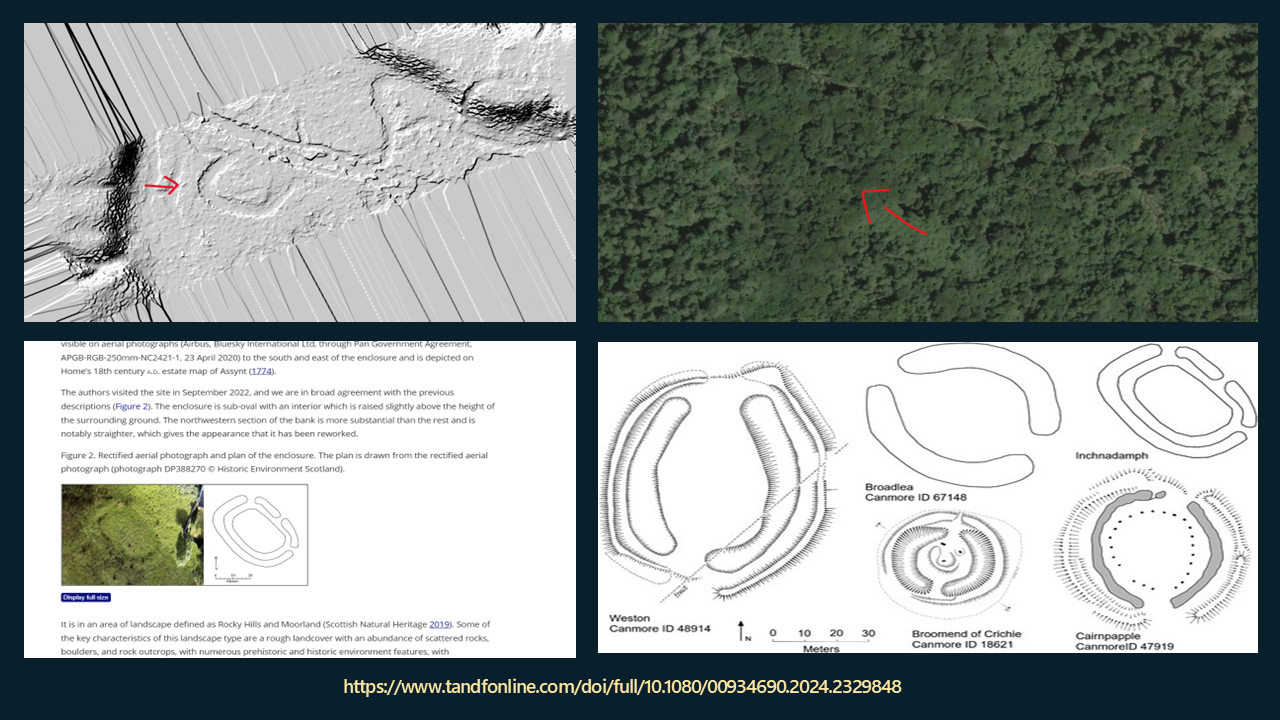 visible on aerial photographs (Airbus, Bluesky International Ltd, through Pan Government Agreement,
APGB-RGB-250mm-NC2421-1, 23 April 2020) to the south and east of the enclosure and is depicted on
Home's 18th century A.D. estate map of Assynt (1774).
The authors visited the site in September 2022, and we are in broad agreement with the previous
descriptions (Figure 2). The enclosure is sub-oval with an interior which is raised slightly above the height of
the surrounding ground. The northwestern section of the bank is more substantial than the rest and is
notably straighter, which gives the appearance that it has been reworked.
Figure 2. Rectified aerial photograph and plan of the enclosure. The plan is drawn from the rectified aerial
photograph (photograph DP388270 © Historic Environment Scotland).
Display full size
It is in an area of landscape defined as Rocky Hills and Moorland (Scottish Natural Heritage 2019). Some of
the key characteristics of this landscape type are a rough landcover with an abundance of scattered rocks,
boulders, and rock outcrops, with numerous prehistoric and historic environment features, with
Inchnadamph
Broadlea
Canmore ID 67148
Weston
Canmore ID 48914
N
0 10 20 30
Meters
Broomend of Crichie
Canmore ID 18621
Cairnpapple
CanmoreID 47919
https://www.tandfonline.com/doi/full/10.1080/00934690.2024.2329848